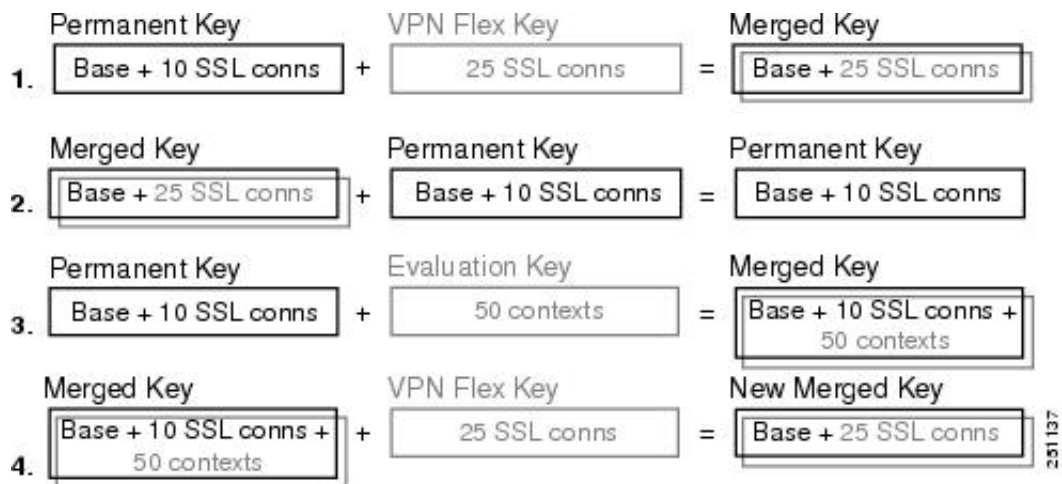 Permanent Key VPN Flex Key Merged Key
1. Base + 10 SSL conns + 25 SSL conns = Base + 25 SSL conns
Merged Key Permanent Key Permanent Key
2. Base + 25 SSL conns + Base + 10 SSL conns = Base + 10 SSL conns
Permanent Key Evaluation Key Merged Key
3. Base + 10 SSL conns + 50 contexts = Base + 10 SSL conns +
50 contexts
Merged Key VPN Flex Key New Merged Key
4. Base + 10 SSL conns + + 25 SSL conns = Base + 25 SSL conns
50 contexts
251137